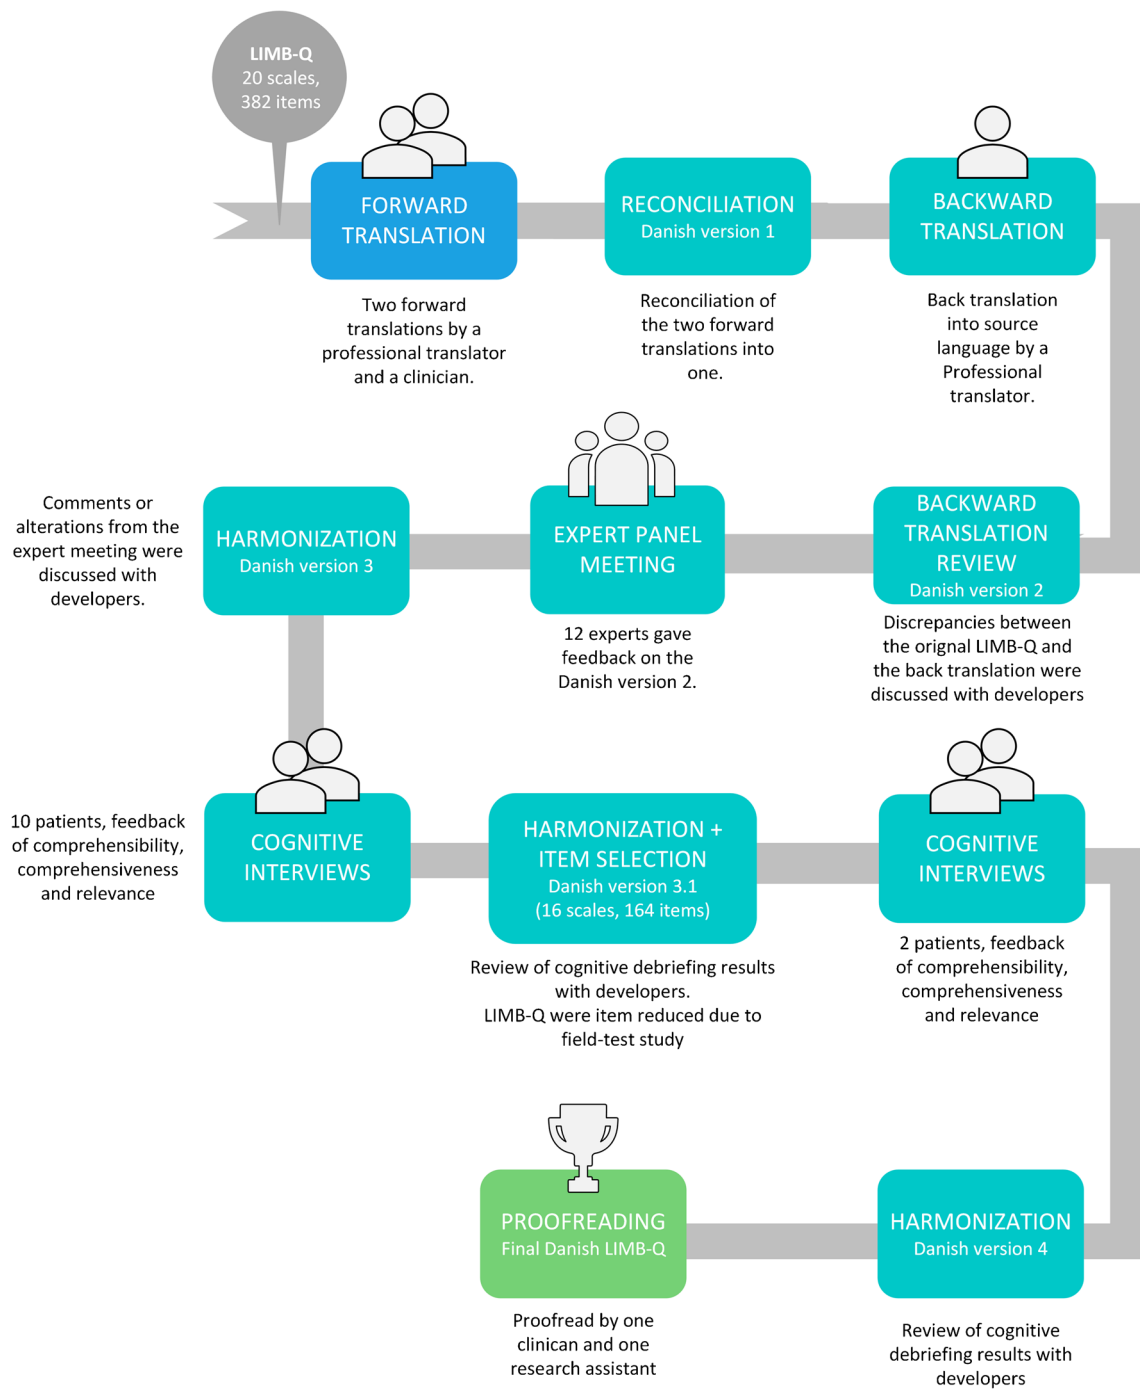 LIMB-Q
20 scales,
382 items
FORWARD
TRANSLATION
Two forward
translations by a
professional translator
and a clinician.
RECONCILIATION
Danish version 1
Reconciliation of
the two forward
translations into
one.
BACKWARD
TRANSLATION
Back translation
into source
language by a
Professional
translator.
BACKWARD
TRANSLATION
REVIEW
Danish version 2
Discrepancies between
the orignal LIMB-Q and
the back translation were
discussed with developers
EXPERT PANEL
MEETING
12 experts gave
feedback on the
Danish version 2.
HARMONIZATION
Danish version 3
Comments or
alterations from the
expert meeting were
discussed with
developers.
COGNITIVE
INTERVIEWS
10 patients, feedback
of comprehensibility,
comprehensiveness
and relevance
HARMONIZATION +
ITEM SELECTION
Danish version 3.1
(16 scales, 164 items)
Review of cognitive debriefing results
with developers.
LIMB-Q were item reduced due to
field-test study
COGNITIVE
INTERVIEWS
2 patients, feedback
of comprehensibility,
comprehensiveness
and relevance
HARMONIZATION
Danish version 4
Review of cognitive
debriefing results with
developers
PROOFREADING
Final Danish LIMB-Q
Proofread by one
clinican and one
research assistant